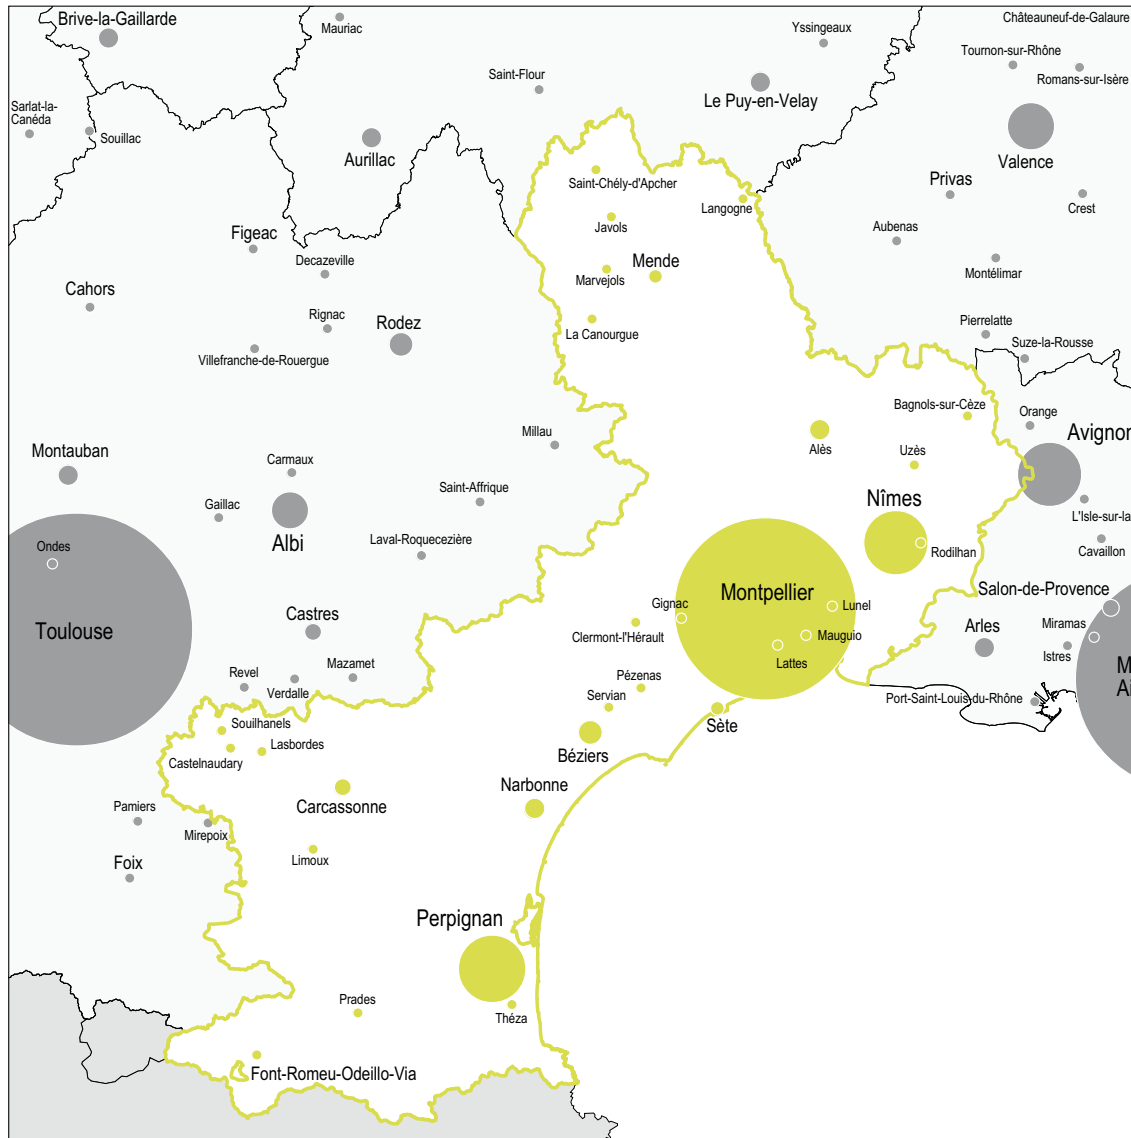 Brive-la-Gaillarde
Mauriac
Yssingeaux
Châteauneuf-de-Galaure
Tournon-sur-Rhône
Romans-sur-Isère
Saint-Flour
Le Puy-en-Velay
Sarlat-la-
Canéda
Souillac
Aurillac
Valence
Saint-Chély-d'Apcher
Langogne
Privas
Crest
Javols
Aubenas
Figeac
Decazeville
Mende
Marvejols
Montélimar
Cahors
Rignac
Rodez
La Canourgue
Pierrelatte
Suze-la-Rousse
Villefranche-de-Rouergue
Bagnols-sur-Cèze
Orange
Millau
Alès
Uzès
Avignon
Montauban
Carmaux
Saint-Affrique
Gaillac
Nîmes
L'Isle-sur-la
Albi
Laval-Roquecezière
Ondes
Rodilhan
Cavaillon
Montpellier
Salon-de-Provence
Gignac
Lunel
Castres
Toulouse
Clermont-l'Hérault
Mauguio
Arles
Miramas
Lattes
Istres
Mazamet
Revel
Verdalle
Pézenas
M
Ai
Servian
Port-Saint-Louis-du-Rhône
Souilhanels
Sète
Lasbordes
Castelnaudary
Béziers
Narbonne
Carcassonne
Pamiers
Mirepoix
Limoux
Foix
Perpignan
Prades
Théza
Font-Romeu-Odeillo-Via